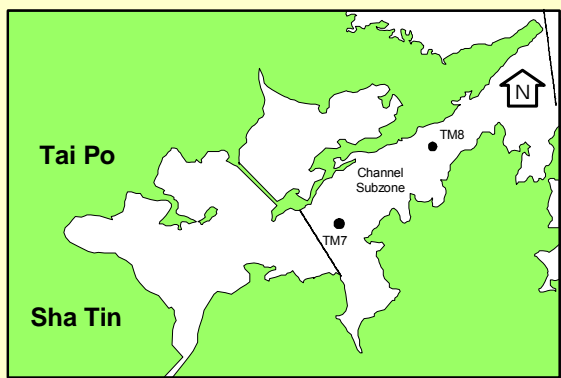 N
TM8
Tai Po
Channel
Subzone
TM7
Sha Tin